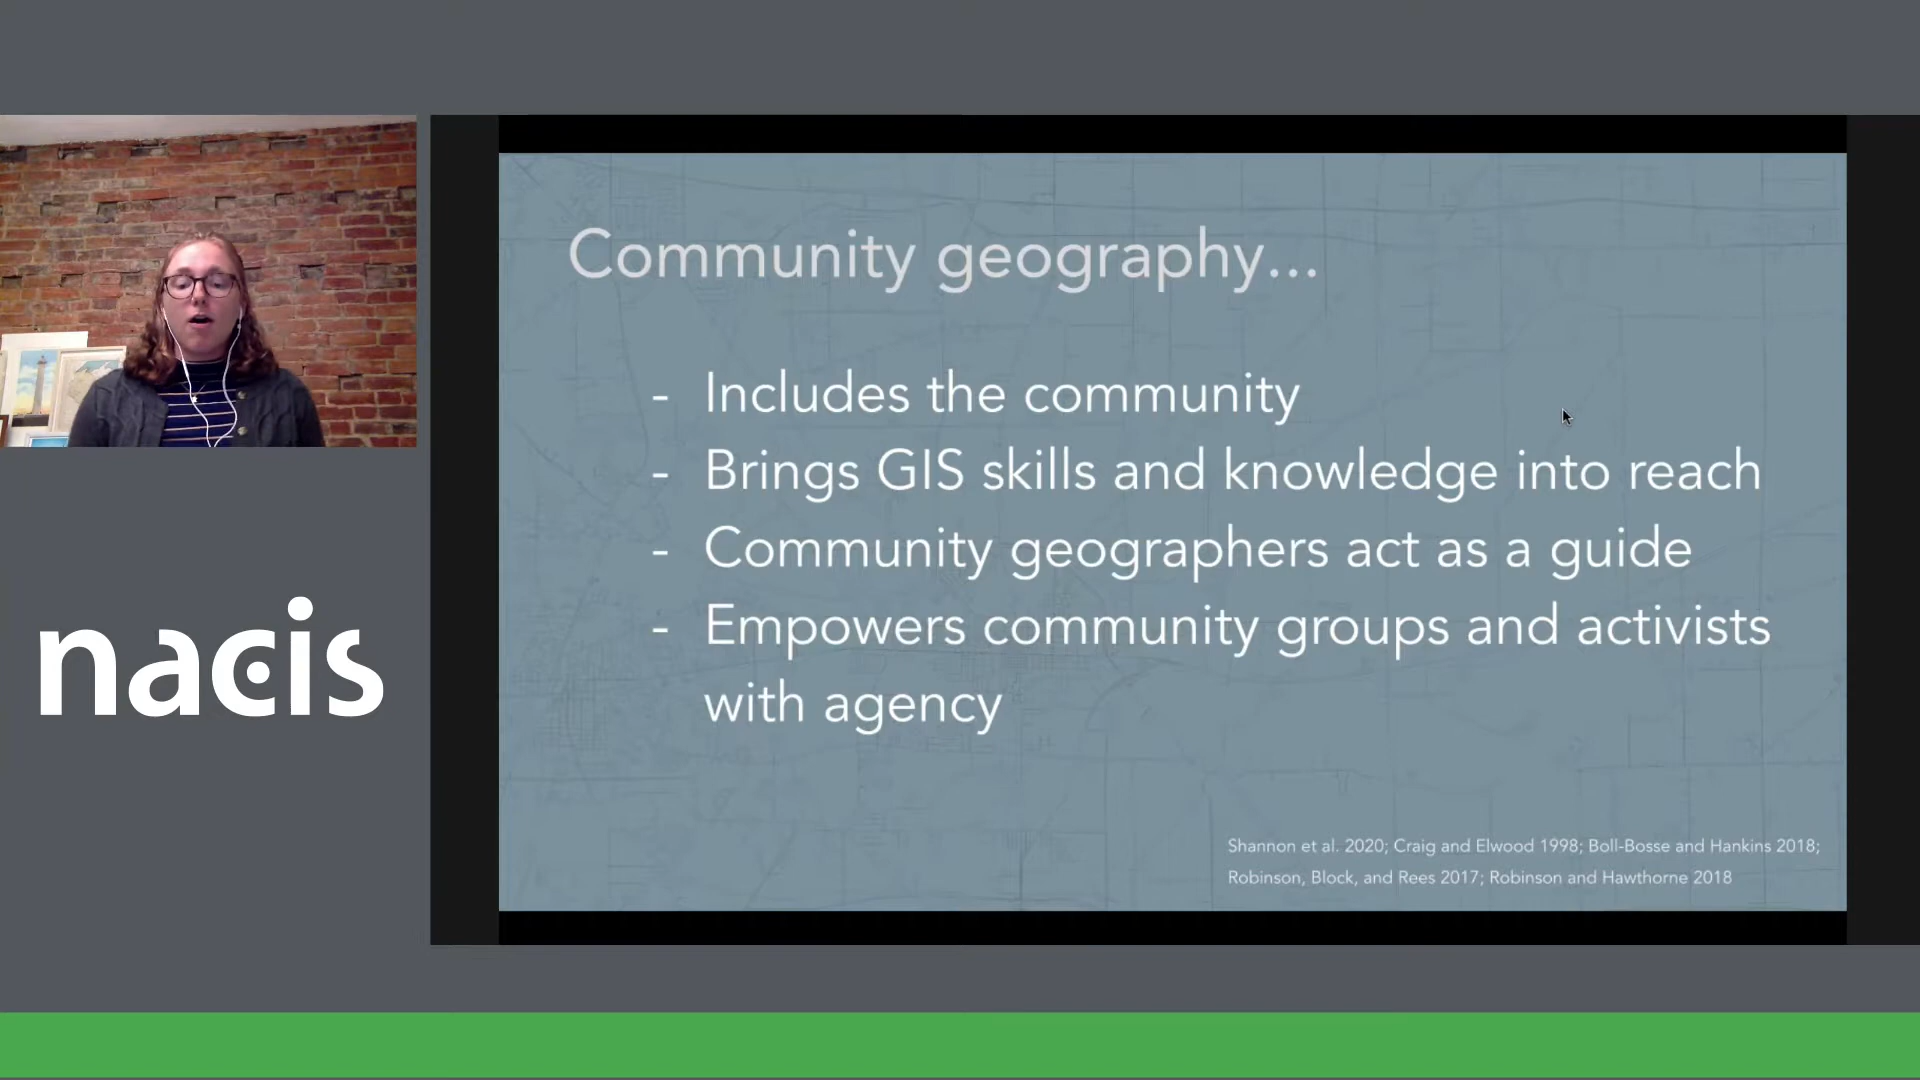 nacis
Community geography...
- Includes the community
- Brings GIS skills and knowledge into reach
- Community geographers act as a guide
- Empowers community groups and activists
with agency
Shannon et al. 2020; Craig and Elwood 1998; Boll-Bosse and Hankins 2018;
Robinson, Block, and Rees 2017; Robinson and Hawthorne 2018